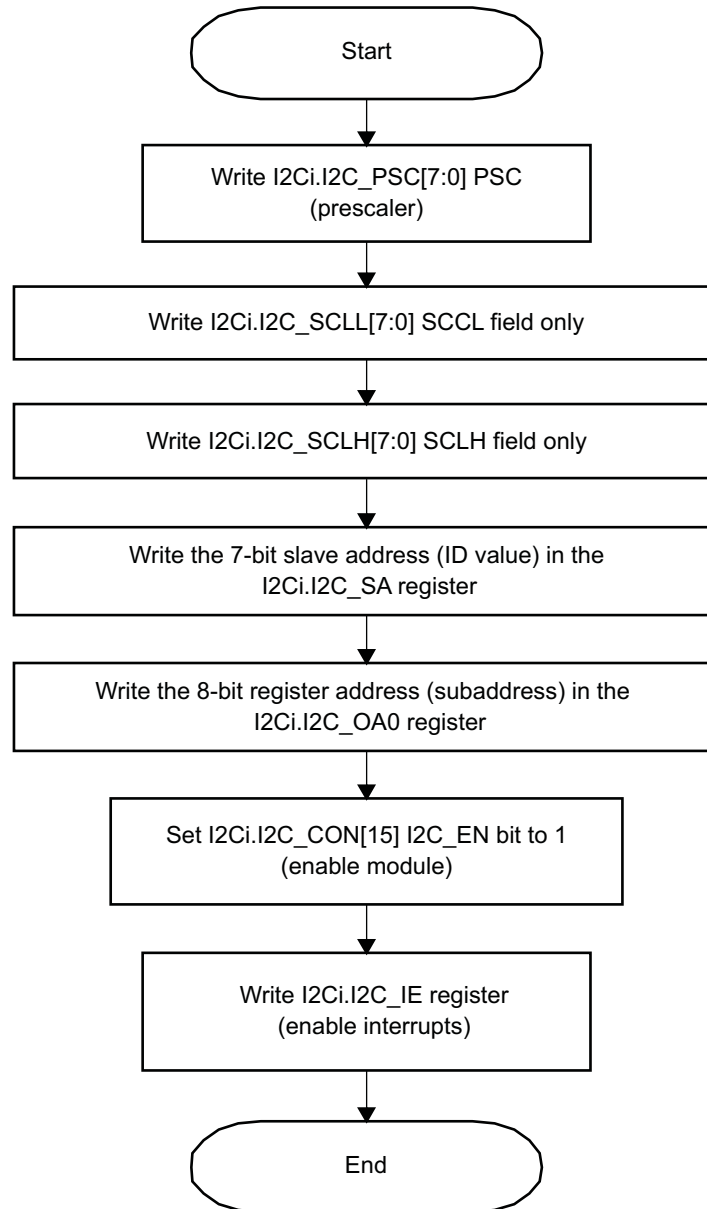 Start
Write I2Ci.I2C_PSC[7:0] PSC
(prescaler)
Write I2Ci.I2C_SCLL[7:0] SCCL field only
Write I2Ci.I2C_SCLH[7:0] SCLH field only
Write the 7-bit slave address (ID value) in the
I2Ci.I2C_SA register
Write the 8-bit register address (subaddress) in the
I2Ci.I2C_OA0 register
Set I2Ci.I2C_CON[15] I2C_EN bit to 1
(enable module)
Write I2Ci.I2C_IE register
(enable interrupts)
End